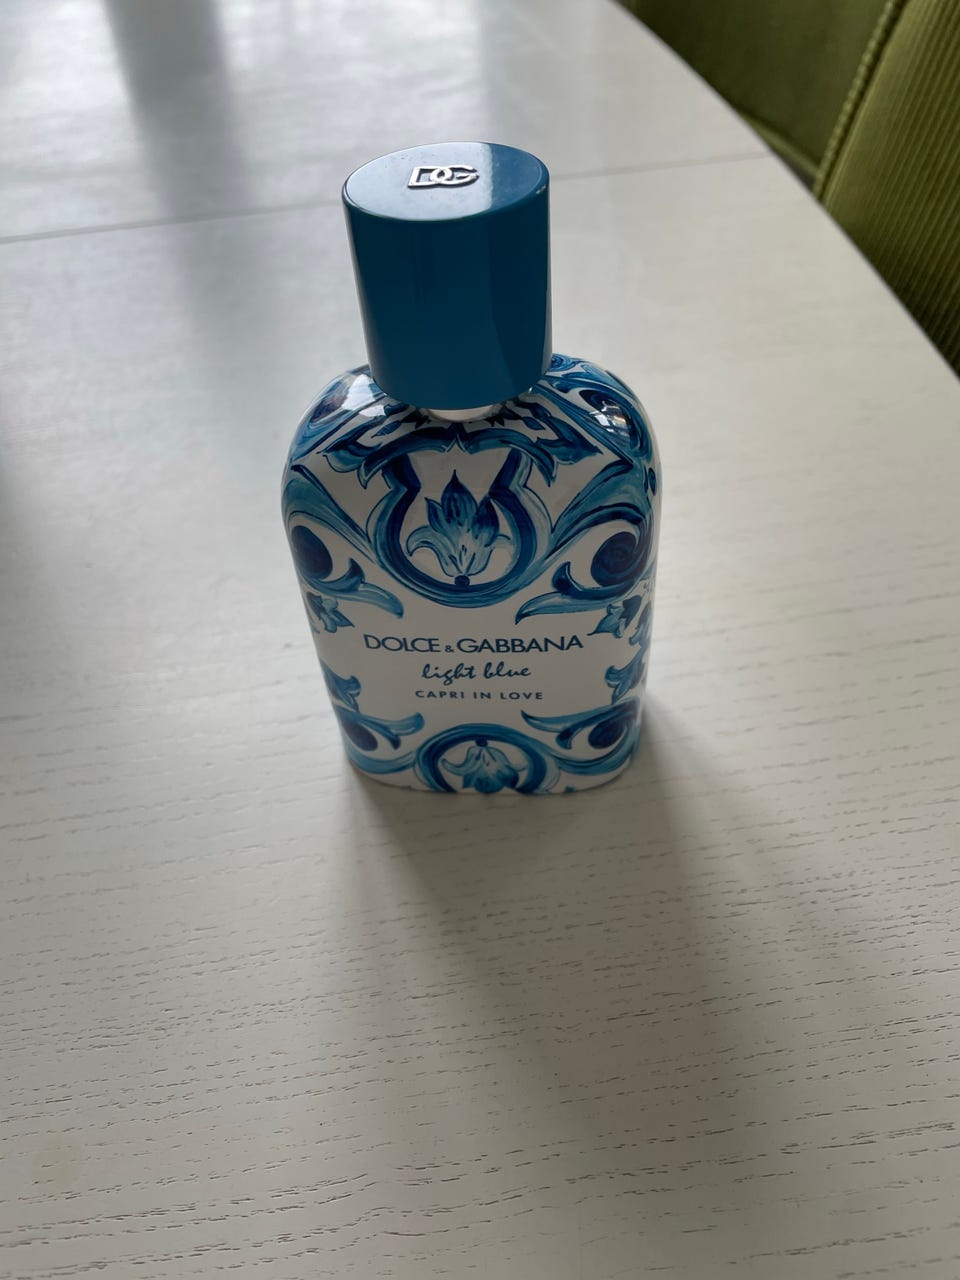 DG
DOLCE & GABBANA
light blue
CAPRI IN LOVE